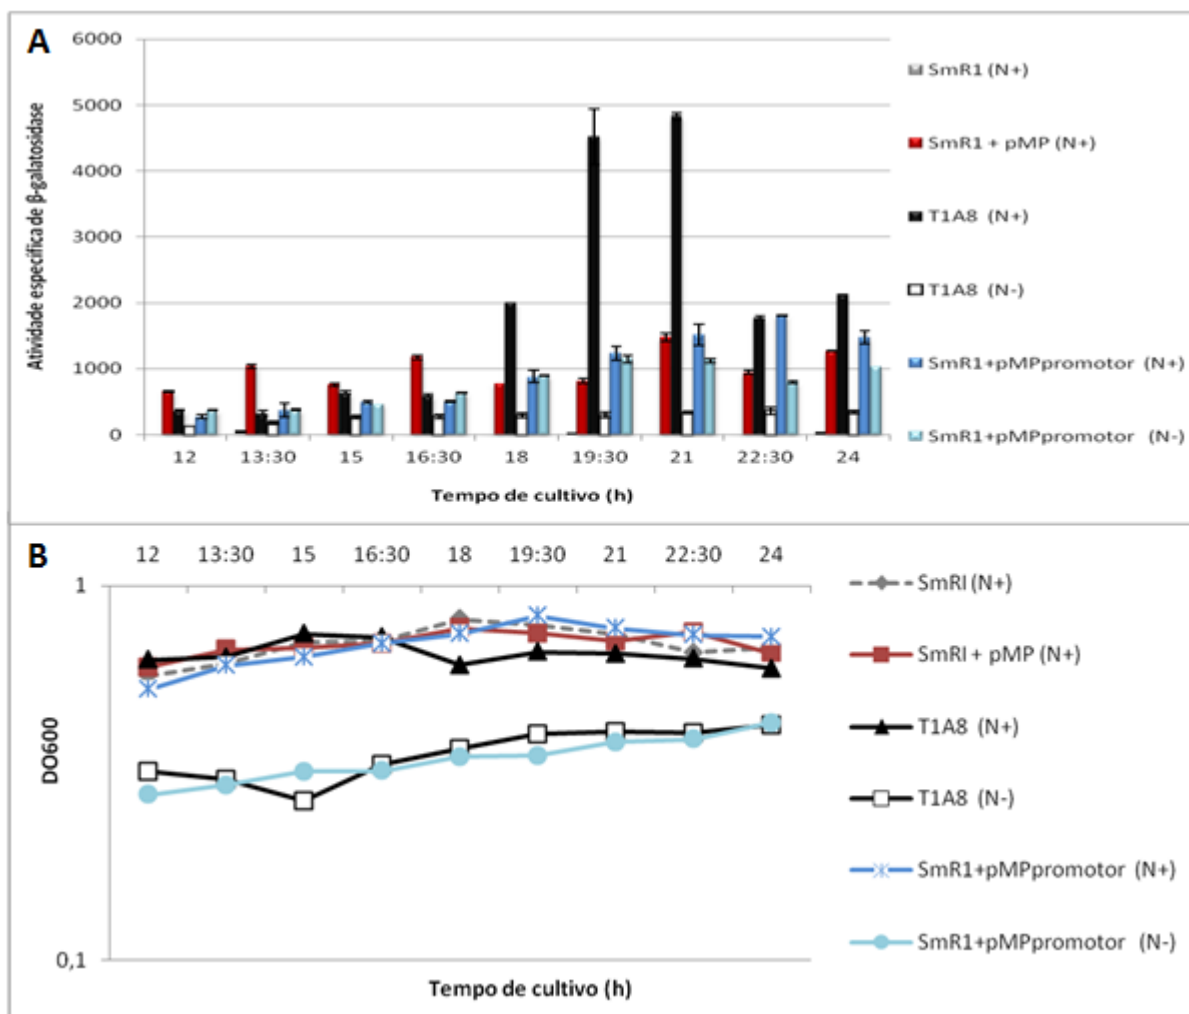 A
6000
5000
4000
3000
2000
1000
0
Atividade específica de β-galatosidase
12 13:30 15 16:30 18 19:30 21 22:30 24
Tempo de cultivo (h)
SmR1 (N+)
SmR1 + pMP (N+)
T1A8 (N+)
T1A8 (N-)
SmR1+pMPpromotor (N+)
SmR1+pMPpromotor (N-)
B
12 13:30 15 16:30 18 19:30 21 22:30 24
1
0,1
DO600
Tempo de cultivo (h)
SmRI (N+)
SmRI + pMP (N+)
T1A8 (N+)
T1A8 (N-)
SmR1+pMPpromotor (N+)
SmR1+pMPpromotor (N-)